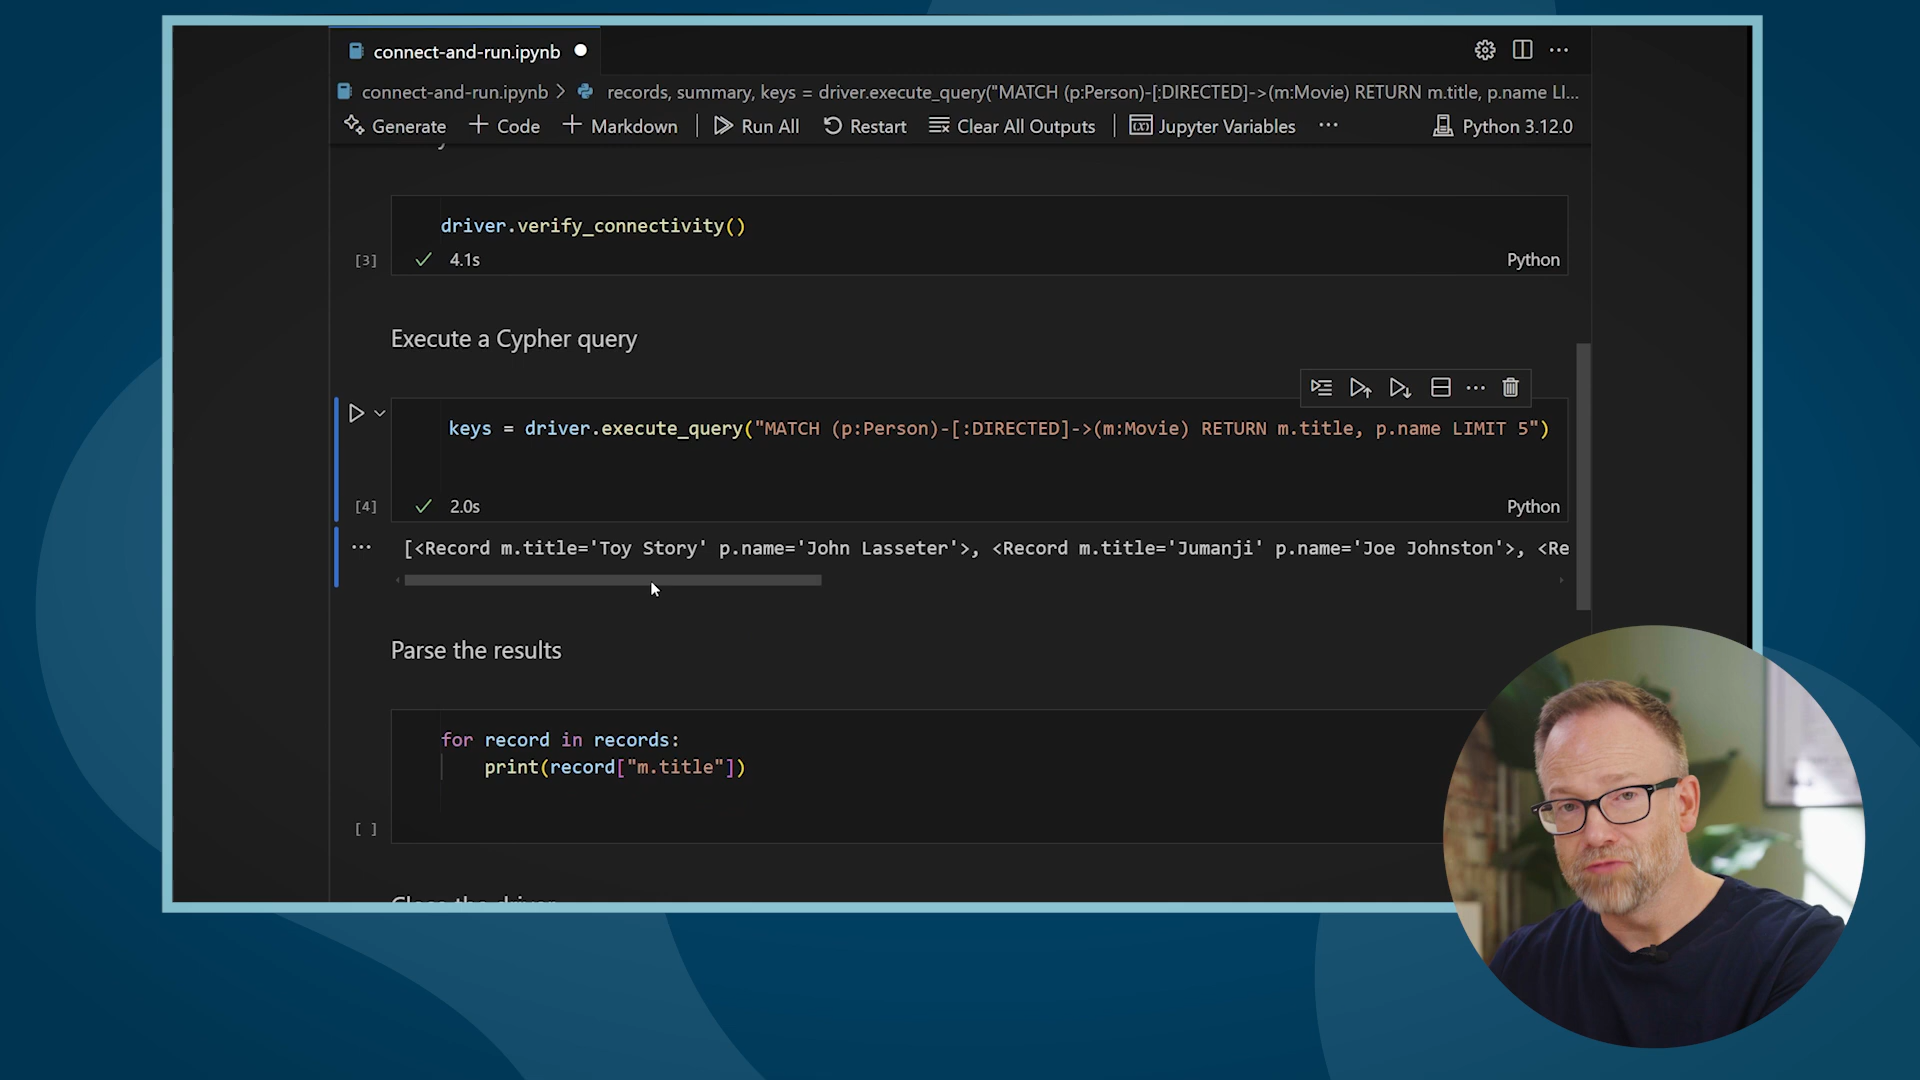 connect-and-run.ipynb
connect-and-run.ipynb > records, summary, keys = driver.execute_query("MATCH (p:Person)-[:DIRECTED]->(m:Movie) RETURN m.title, p.name LI...
Generate + Code + Markdown | Run All Restart Clear All Outputs | Jupyter Variables ... Python 3.12.0
driver.verify_connectivity()
[3] ✓ 4.1s Python
Execute a Cypher query
keys = driver.execute_query("MATCH (p:Person)-[:DIRECTED]->(m:Movie) RETURN m.title, p.name LIMIT 5")
[4] ✓ 2.0s Python
... [<Record m.title='Toy Story' p.name='John Lasseter'>, <Record m.title='Jumanji' p.name='Joe Johnston'>, <Re
Parse the results
for record in records:
    print(record["m.title"])
[ ]